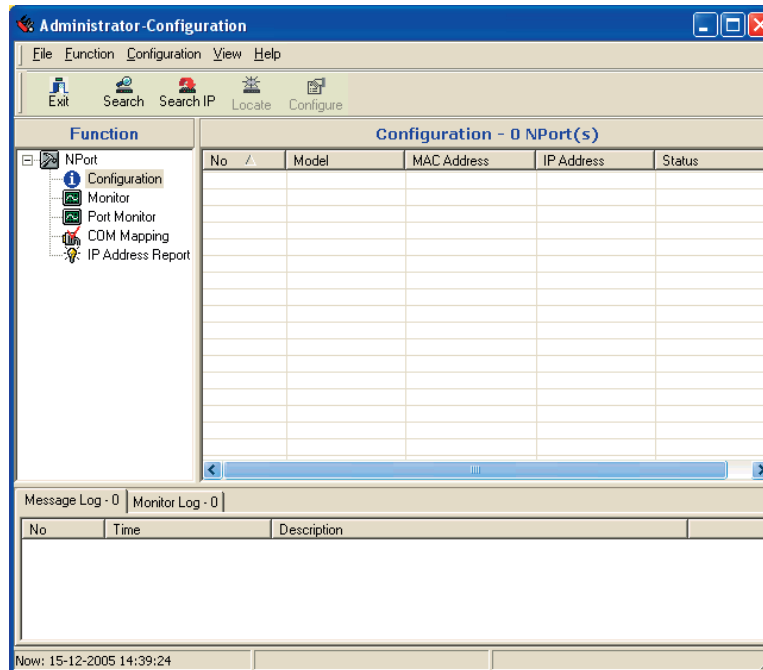 Administrator-Configuration
File Function Configuration View Help
Exit Search Search IP Locate Configure
Function
Configuration - 0 NPort(s)
NPort
Configuration
Monitor
Port Monitor
COM Mapping
IP Address Report
No Model MAC Address IP Address Status
Message Log - 0 Monitor Log - 0
No Time Description
Now: 15-12-2005 14:39:24